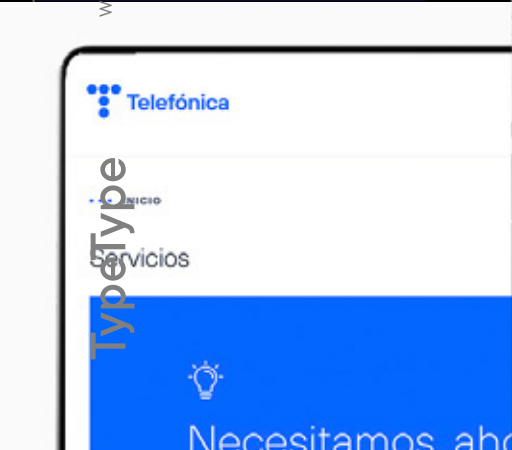 w
Telefónica
INICIO
Servicios
TypeType
Necesitamos aho